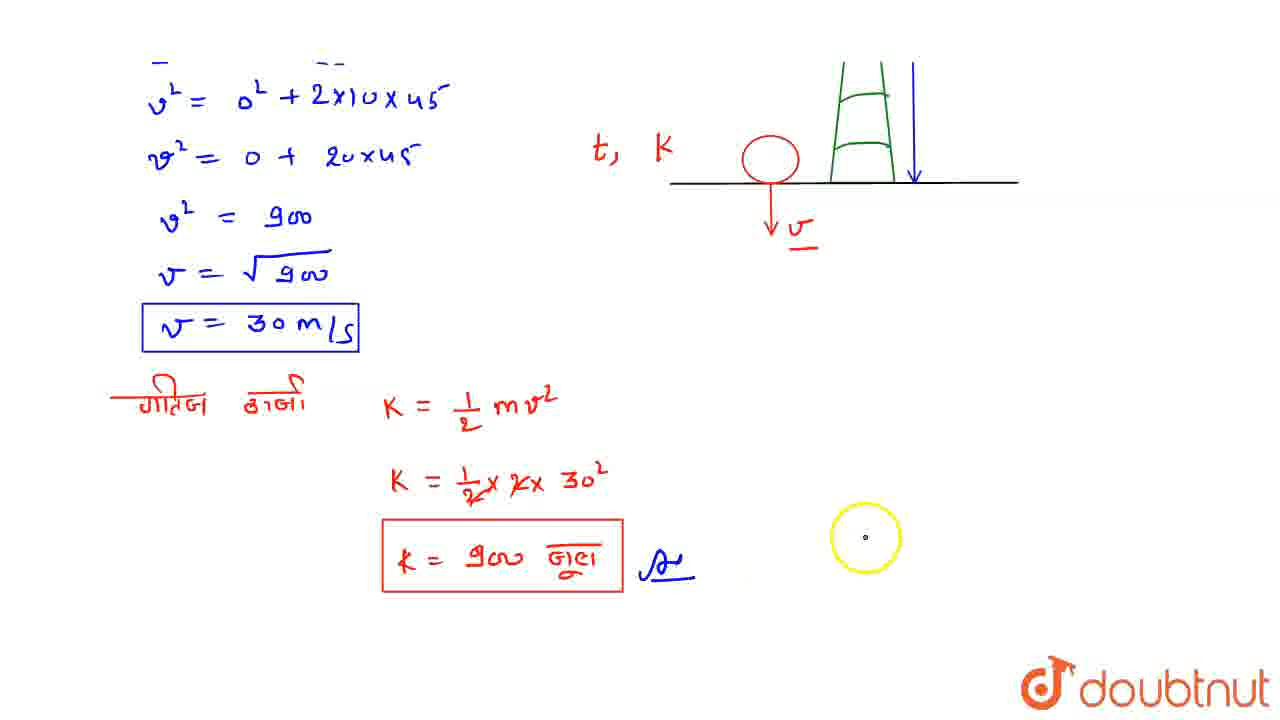 v² = 0² + 2×10×45
v² = 0 + 20×45
v² = 900
v = √900
v = 30 m/s
t, K
v
गतिज ऊर्जा
K = 1/2 mv²
K = 1/2 × 2 × 30²
K = 900 जूल
doubtnut